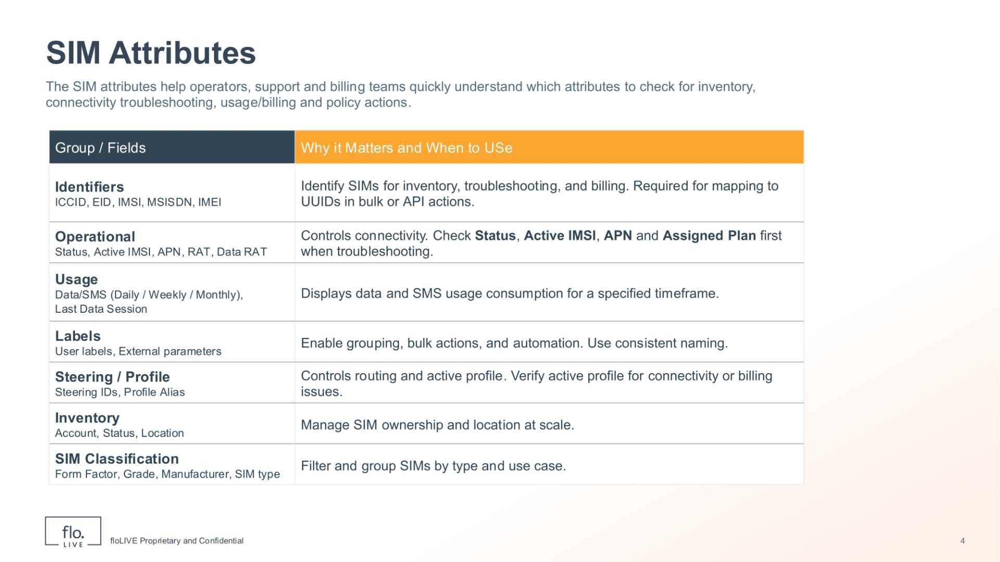 SIM Attributes
The SIM attributes help operators, support and billing teams quickly understand which attributes to check for inventory,
connectivity troubleshooting, usage/billing and policy actions.
Group / Fields
Why it Matters and When to USe
Identifiers
ICCID, EID, IMSI, MSISDN, IMEI
Identify SIMs for inventory, troubleshooting, and billing. Required for mapping to
UUIDs in bulk or API actions.
Operational
Status, Active IMSI, APN, RAT, Data RAT
Controls connectivity. Check Status, Active IMSI, APN and Assigned Plan first
when troubleshooting.
Usage
Data/SMS (Daily / Weekly / Monthly),
Last Data Session
Displays data and SMS usage consumption for a specified timeframe.
Labels
User labels, External parameters
Enable grouping, bulk actions, and automation. Use consistent naming.
Steering / Profile
Steering IDs, Profile Alias
Controls routing and active profile. Verify active profile for connectivity or billing
issues.
Inventory
Account, Status, Location
Manage SIM ownership and location at scale.
SIM Classification
Form Factor, Grade, Manufacturer, SIM type
Filter and group SIMs by type and use case.
flo.
LIVE
floLIVE Proprietary and Confidential
4